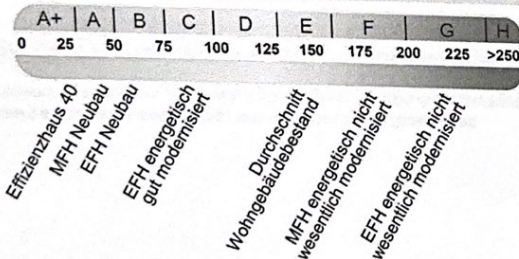 A+ A B C D E F G H
0 25 50 75 100 125 150 175 200 225 >250
Effizienzhaus 40
MFH Neubau
EFH Neubau
EFH energetisch
gut modernisiert
Durchschnitt
Wohngebäudebestand
MFH energetisch nicht
wesentlich modernisiert
EFH energetisch nicht
wesentlich modernisiert